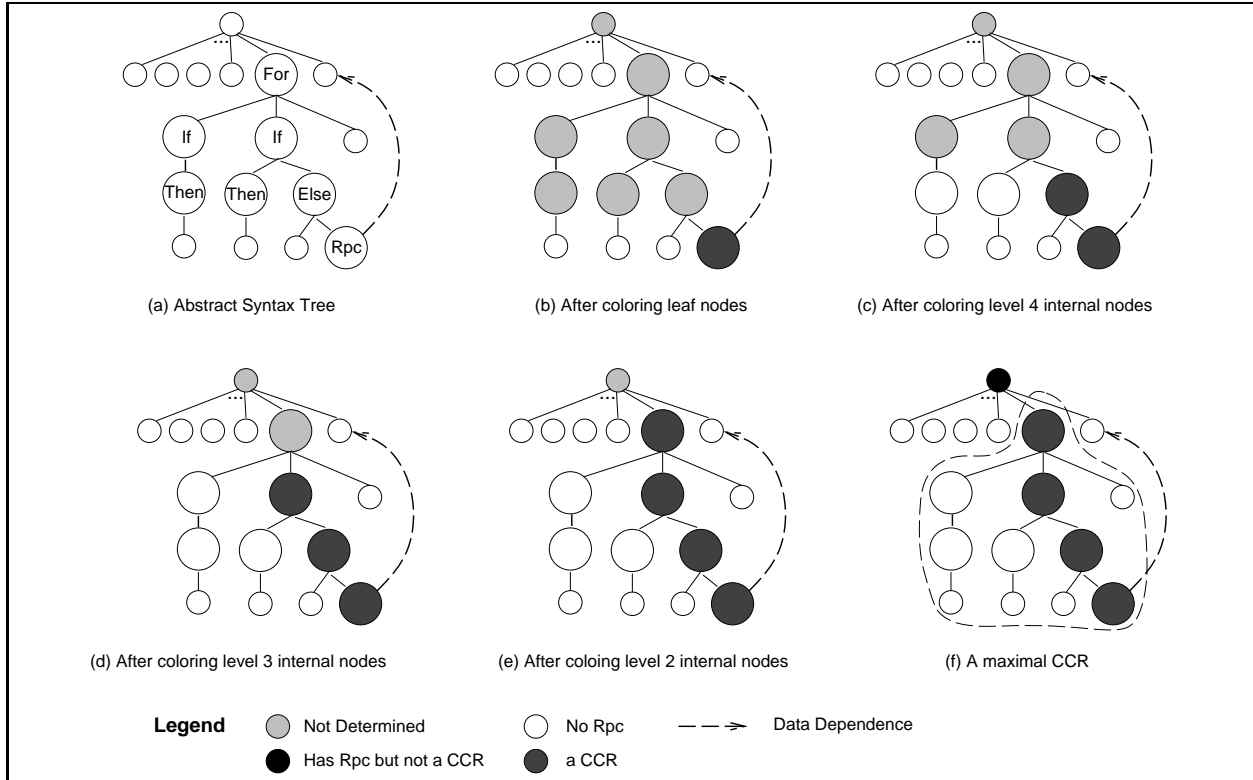 ...
For
If
If
Then
Then
Else
Rpc
(a) Abstract Syntax Tree
...
(b) After coloring leaf nodes
...
(c) After coloring level 4 internal nodes
...
(d) After coloring level 3 internal nodes
...
(e) After coloing level 2 internal nodes
...
(f) A maximal CCR
Legend
Not Determined
No Rpc
Data Dependence
Has Rpc but not a CCR
a CCR